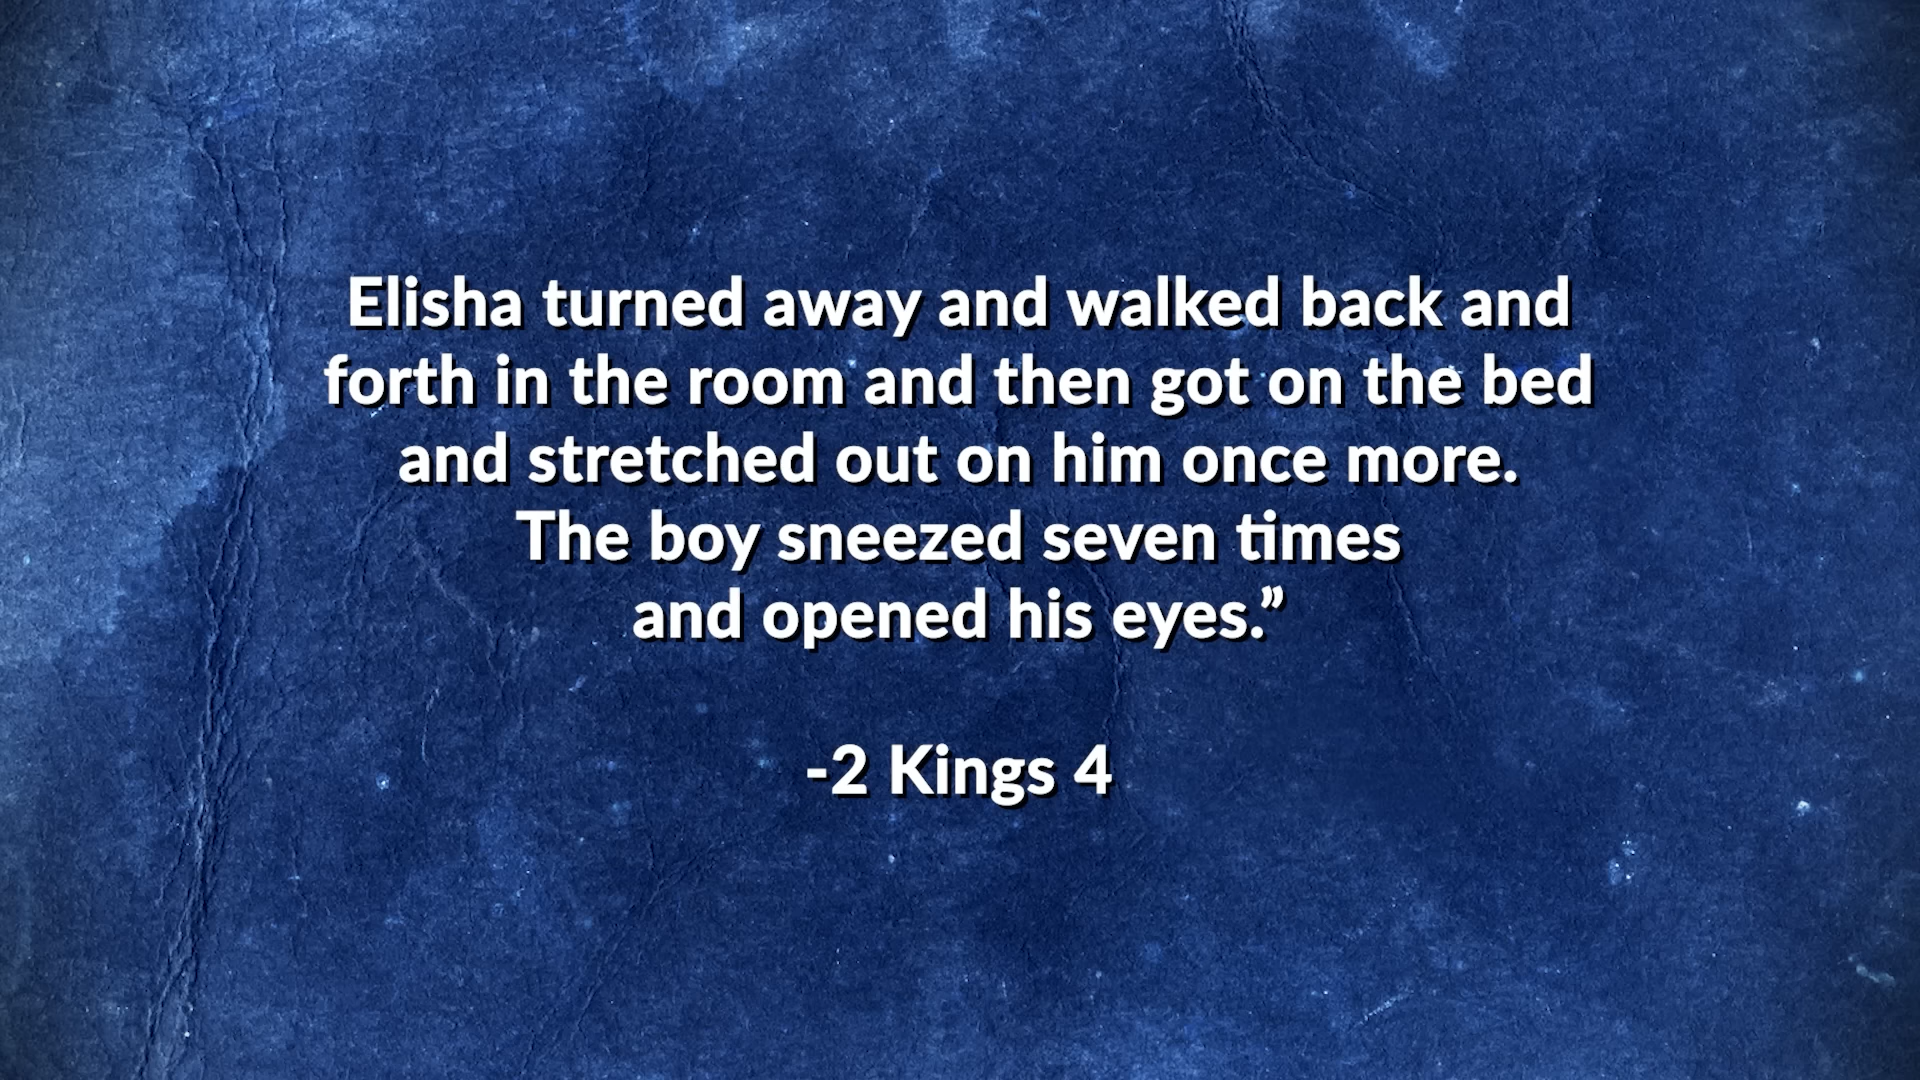 Elisha turned away and walked back and
forth in the room and then got on the bed
and stretched out on him once more.
The boy sneezed seven times
and opened his eyes.”
-2 Kings 4